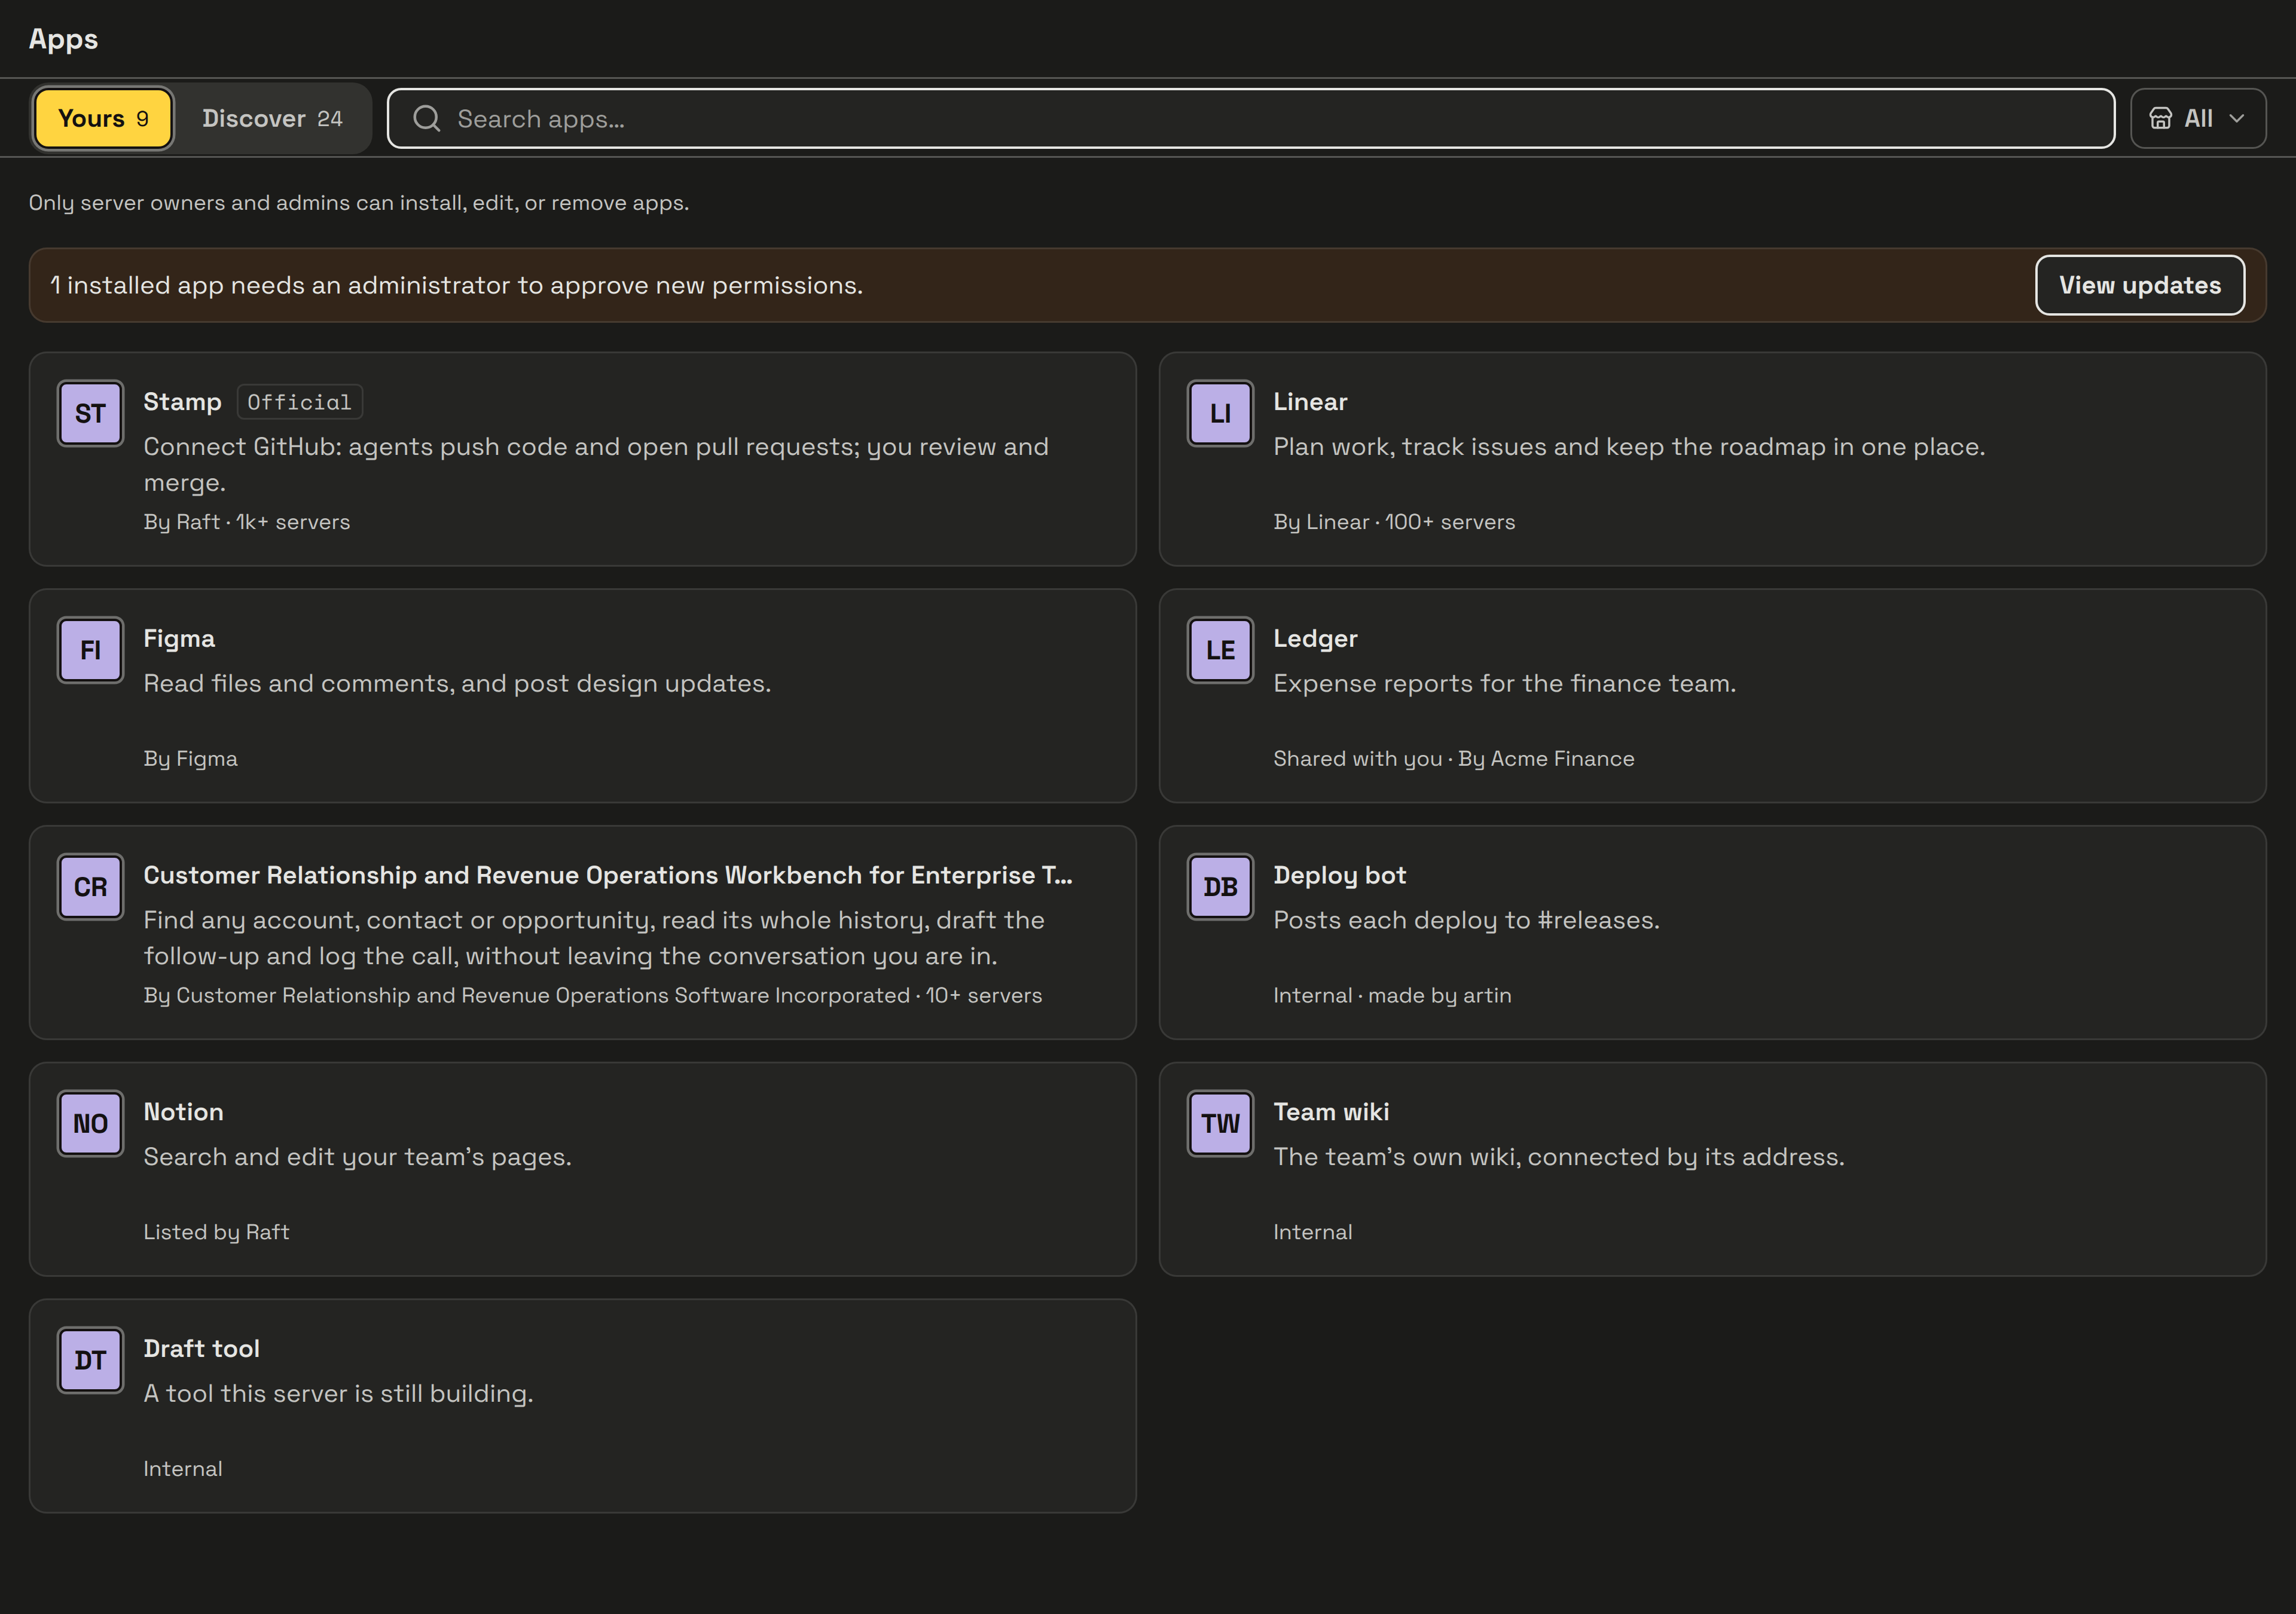 Apps
Yours 9
Discover 24
Search apps...
All
Only server owners and admins can install, edit, or remove apps.
1 installed app needs an administrator to approve new permissions.
View updates
ST
Stamp
Official
Connect GitHub: agents push code and open pull requests; you review and
merge.
By Raft · 1k+ servers
LI
Linear
Plan work, track issues and keep the roadmap in one place.
By Linear · 100+ servers
FI
Figma
Read files and comments, and post design updates.
By Figma
LE
Ledger
Expense reports for the finance team.
Shared with you · By Acme Finance
CR
Customer Relationship and Revenue Operations Workbench for Enterprise T...
Find any account, contact or opportunity, read its whole history, draft the
follow-up and log the call, without leaving the conversation you are in.
By Customer Relationship and Revenue Operations Software Incorporated · 10+ servers
DB
Deploy bot
Posts each deploy to #releases.
Internal · made by artin
NO
Notion
Search and edit your team’s pages.
Listed by Raft
TW
Team wiki
The team’s own wiki, connected by its address.
Internal
DT
Draft tool
A tool this server is still building.
Internal